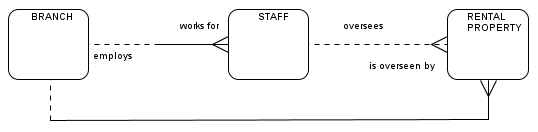 BRANCH
works for
employs
STAFF
oversees
is overseen by
RENTAL
PROPERTY